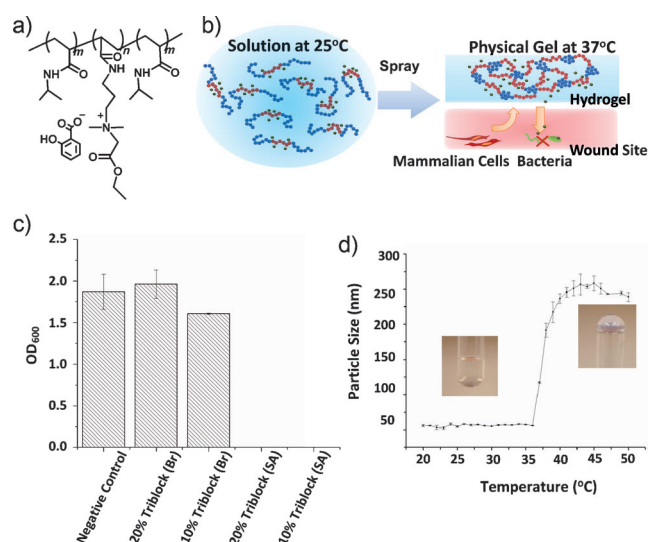 a)
m
n
m
NH
O
O
NH
NH
O
O
O⁻
HO
+
N
O
O
b)
Solution at 25°C
Spray
Physical Gel at 37°C
Hydrogel
Wound Site
Mammalian Cells Bacteria
c)
2.5
2.0
1.5
1.0
0.5
0.0
OD600
Negative Control
20% Triblock (Br)
10% Triblock (Br)
20% Triblock (SA)
10% Triblock (SA)
d)
300
250
200
150
100
50
Particle Size (nm)
20 25 30 35 40 45 50
Temperature (°C)